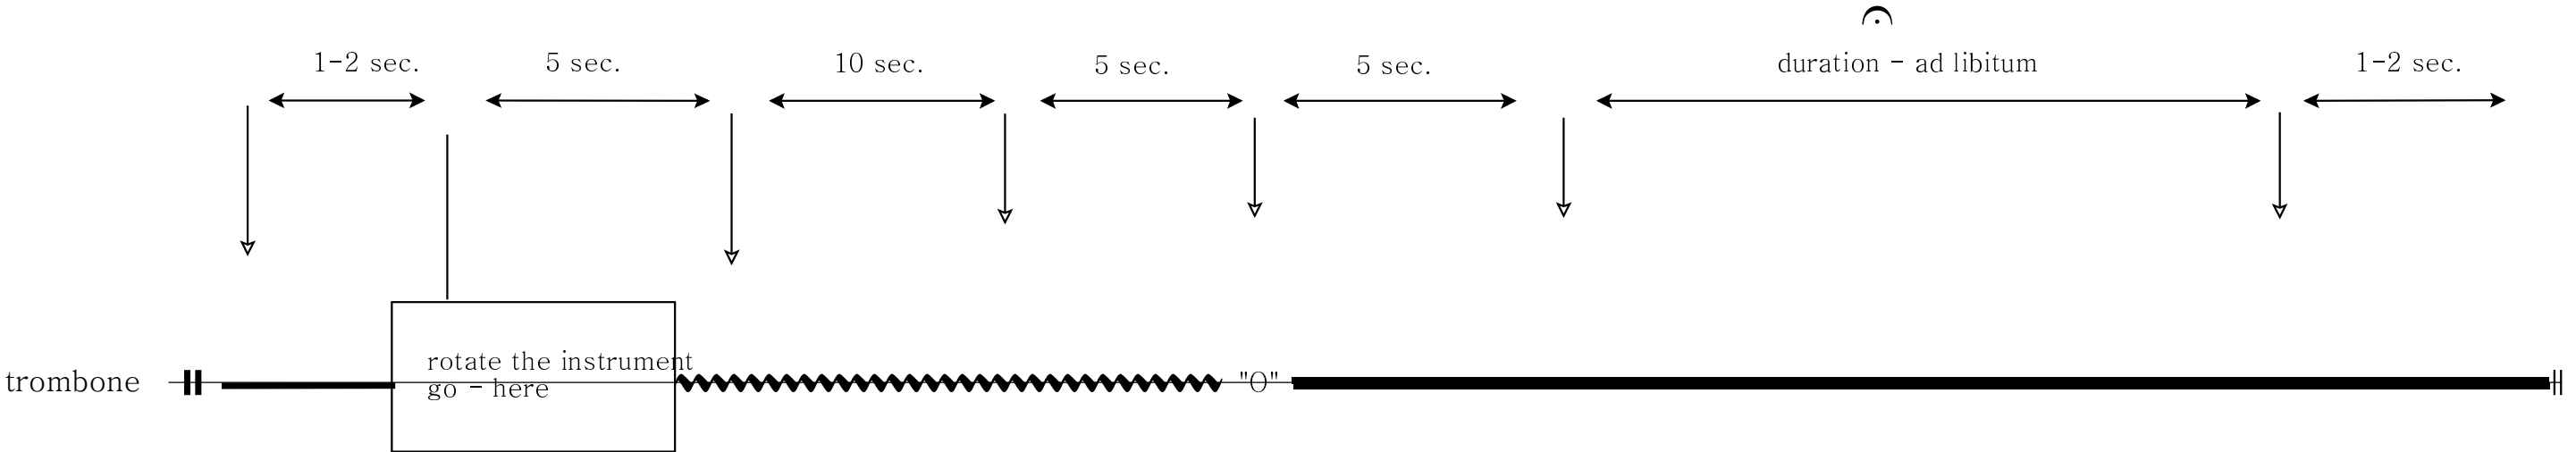 1-2 sec.
5 sec.
10 sec.
5 sec.
5 sec.
duration - ad libitum
1-2 sec.
rotate the instrument
go - here
trombone
"O"